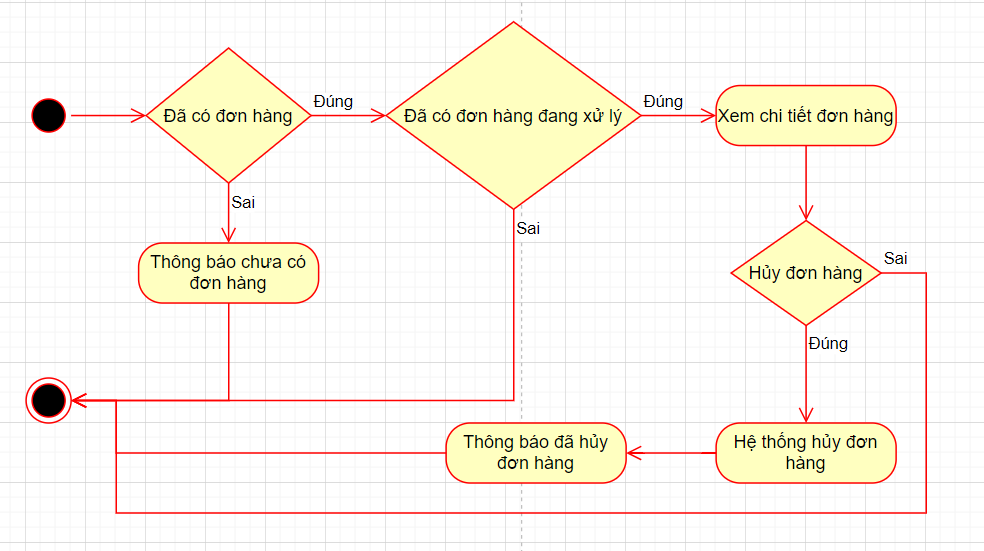 Đã có đơn hàng
Đúng
Đã có đơn hàng đang xử lý
Đúng
Xem chi tiết đơn hàng
Sai
Thông báo chưa có
đơn hàng
Sai
Hủy đơn hàng
Sai
Đúng
Thông báo đã hủy
đơn hàng
Hệ thống hủy đơn
hàng